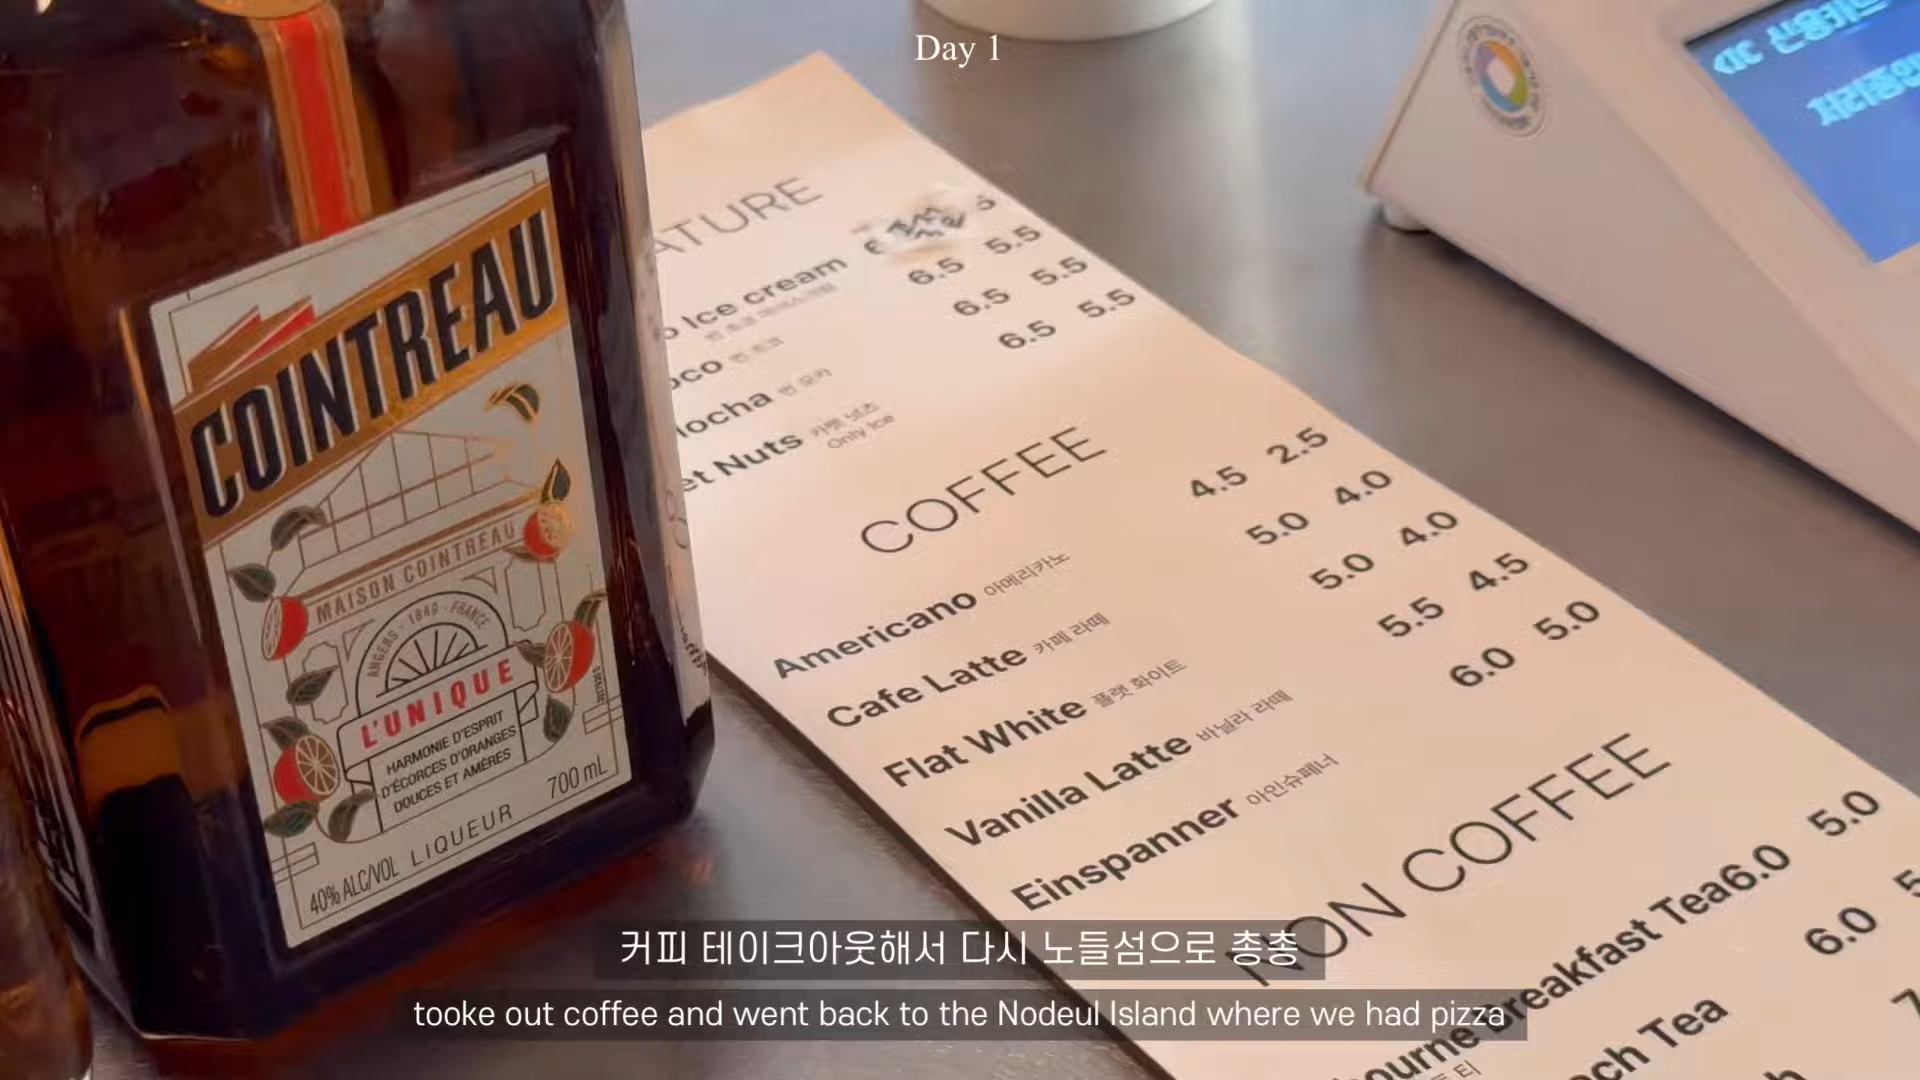 Day 1
COINTREAU
MAISON COINTREAU
ANGERS · 1849 · FRANCE
L'UNIQUE
HARMONIE D'ESPRIT
D'ÉCORCES D'ORANGES
DOUCES ET AMÈRES
700 mL
40% ALC/VOL LIQUEUR
ATURE
Ice cream
6.5 5.5
6.5 5.5
6.5 5.5
et Nuts 카펫 넛츠
Only Ice
COFFEE
Americano 아메리카노 4.5 2.5
Cafe Latte 카페 라떼 5.0 4.0
Flat White 플랫 화이트 5.0 4.0
Vanilla Latte 바닐라 라떼 5.5 4.5
Einspanner 아인슈페너 6.0 5.0
NON COFFEE
Breakfast Tea 6.0 5.0
Tea 6.0
커피 테이크아웃해서 다시 노들섬으로 총총
tooke out coffee and went back to the Nodeul Island where we had pizza